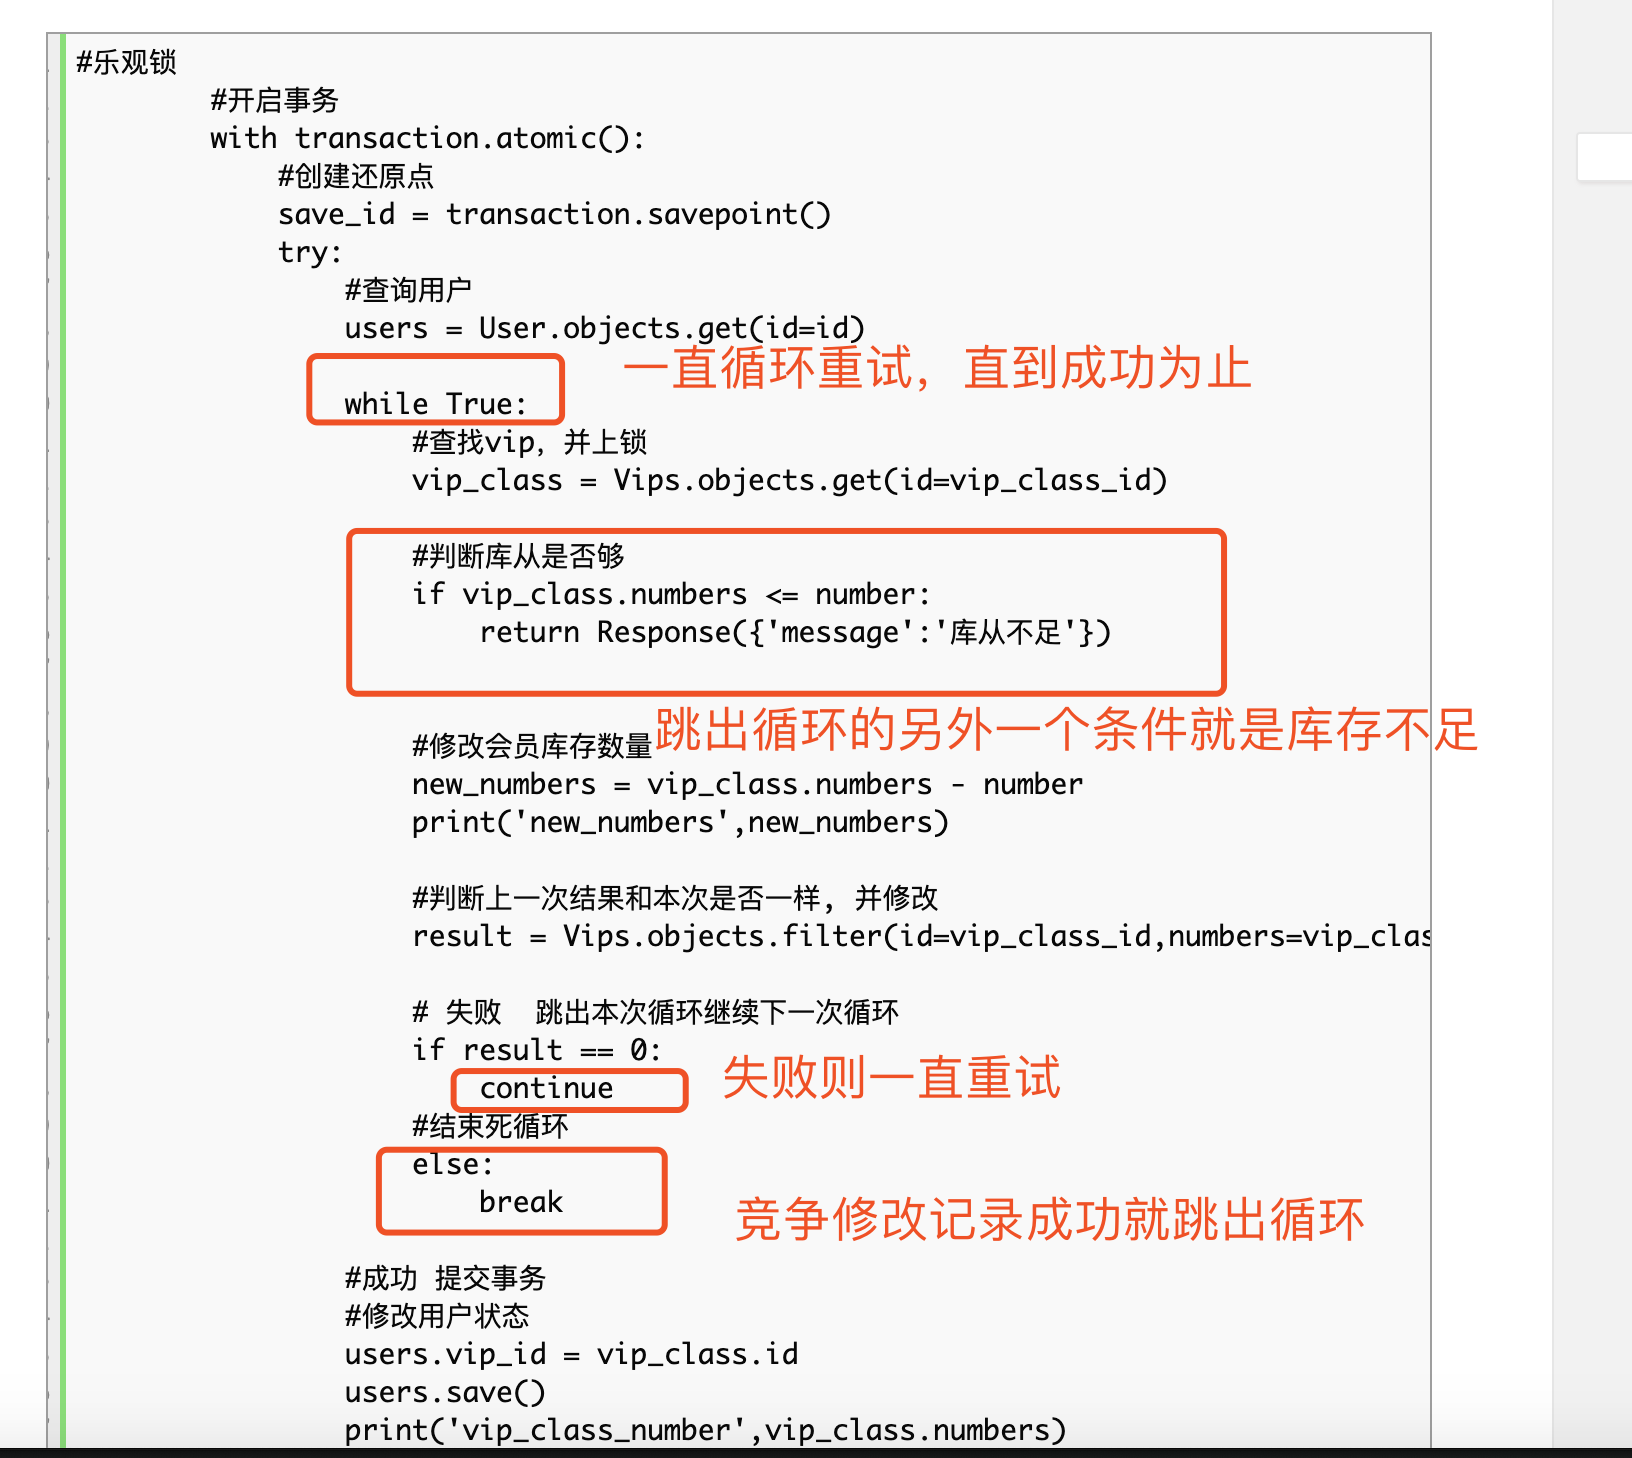 #乐观锁
#开启事务
with transaction.atomic():
#创建还原点
save_id = transaction.savepoint()
try:
#查询用户
users = User.objects.get(id=id)
一直循环重试，直到成功为止
while True:
#查找vip，并上锁
vip_class = Vips.objects.get(id=vip_class_id)
#判断库从是否够
if vip_class.numbers <= number:
return Response({'message':'库从不足'})
跳出循环的另外一个条件就是库存不足
#修改会员库存数量
new_numbers = vip_class.numbers - number
print('new_numbers',new_numbers)
#判断上一次结果和本次是否一样, 并修改
result = Vips.objects.filter(id=vip_class_id,numbers=vip_clas
# 失败  跳出本次循环继续下一次循环
if result == 0:
continue
失败则一直重试
#结束死循环
else:
break
竞争修改记录成功就跳出循环
#成功 提交事务
#修改用户状态
users.vip_id = vip_class.id
users.save()
print('vip_class_number',vip_class.numbers)